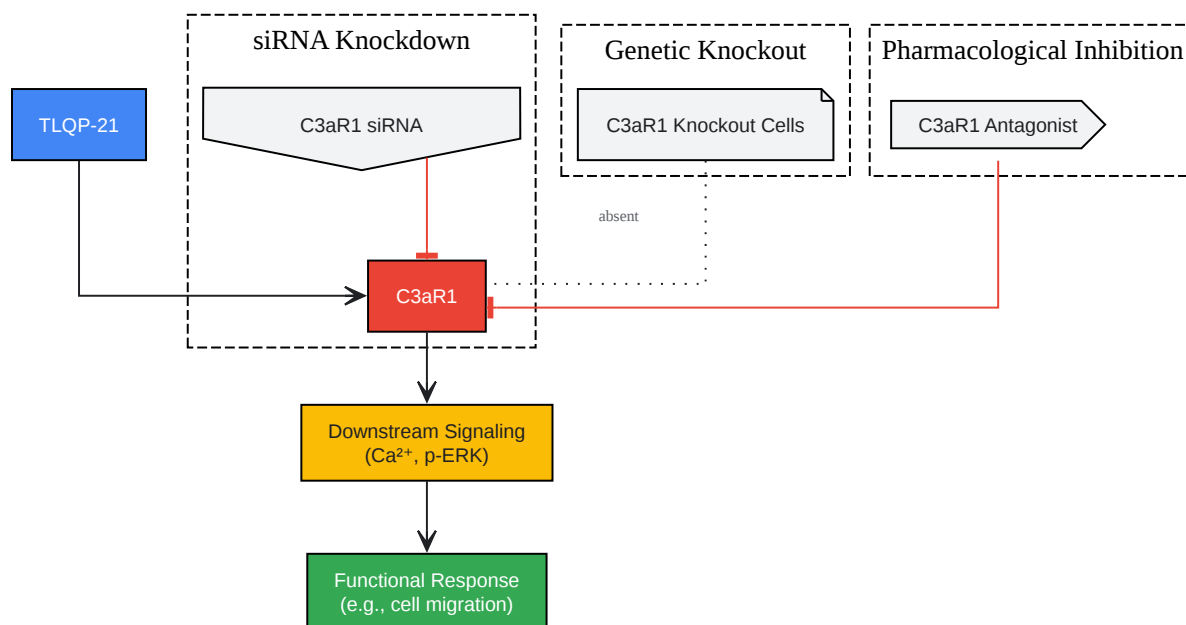 siRNA Knockdown
Genetic Knockout
Pharmacological Inhibition
TLQP-21
C3aR1 siRNA
C3aR1 Knockout Cells
C3aR1 Antagonist
absent
C3aR1
Downstream Signaling
(Ca²⁺, p-ERK)
Functional Response
(e.g., cell migration)